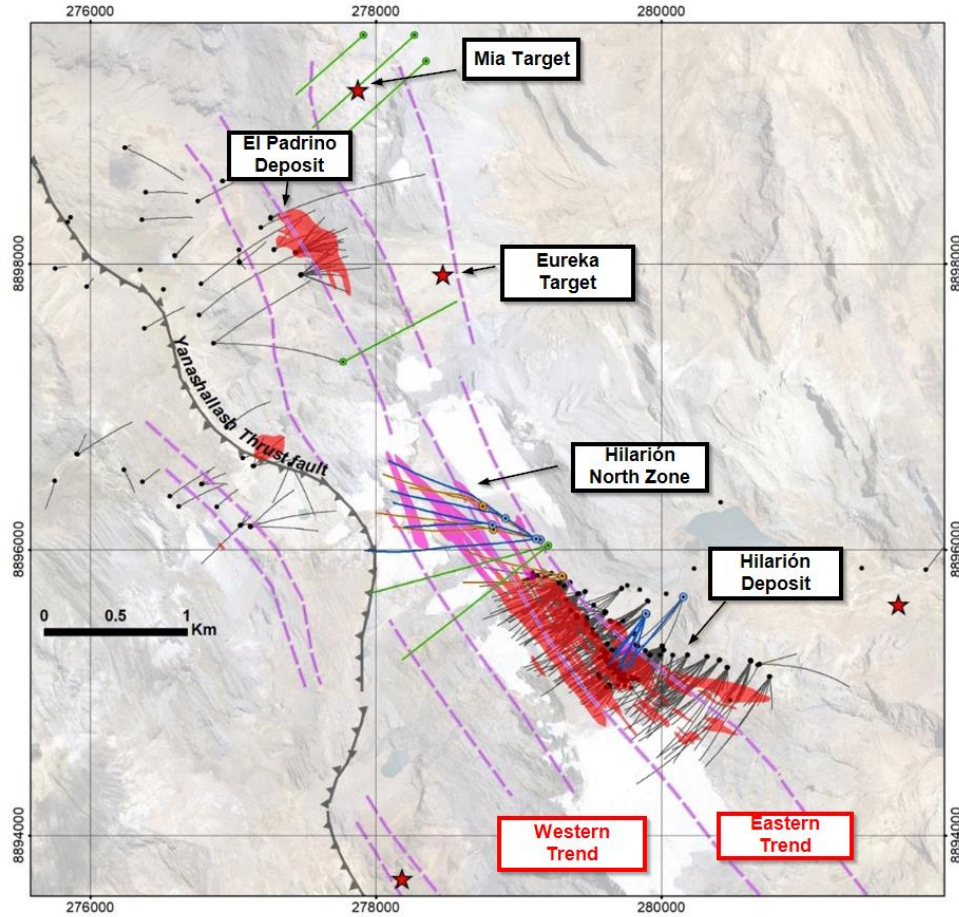 276000
278000
280000
Mia Target
El Padrino
Deposit
8898000
8898000
Eureka
Target
Yanashallash Thrust fault
Hilarión
North Zone
8896000
8896000
Hilarión
Deposit
0 0.5 1
Km
8894000
8894000
Western
Trend
Eastern
Trend
276000
278000
280000